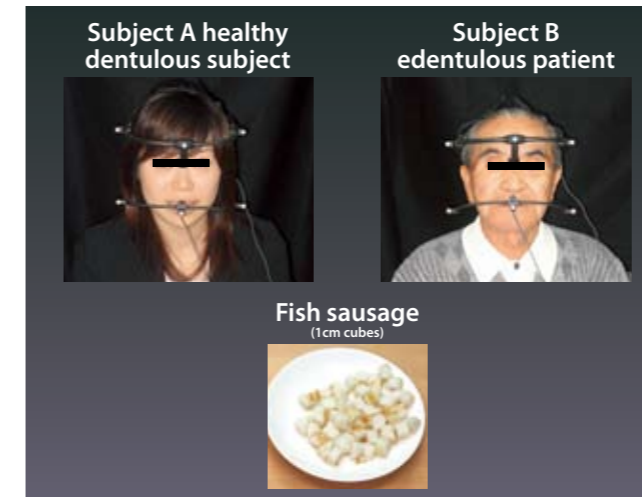 Subject A healthy
dentulous subject
Subject B
edentulous patient
Fish sausage
(1cm cubes)